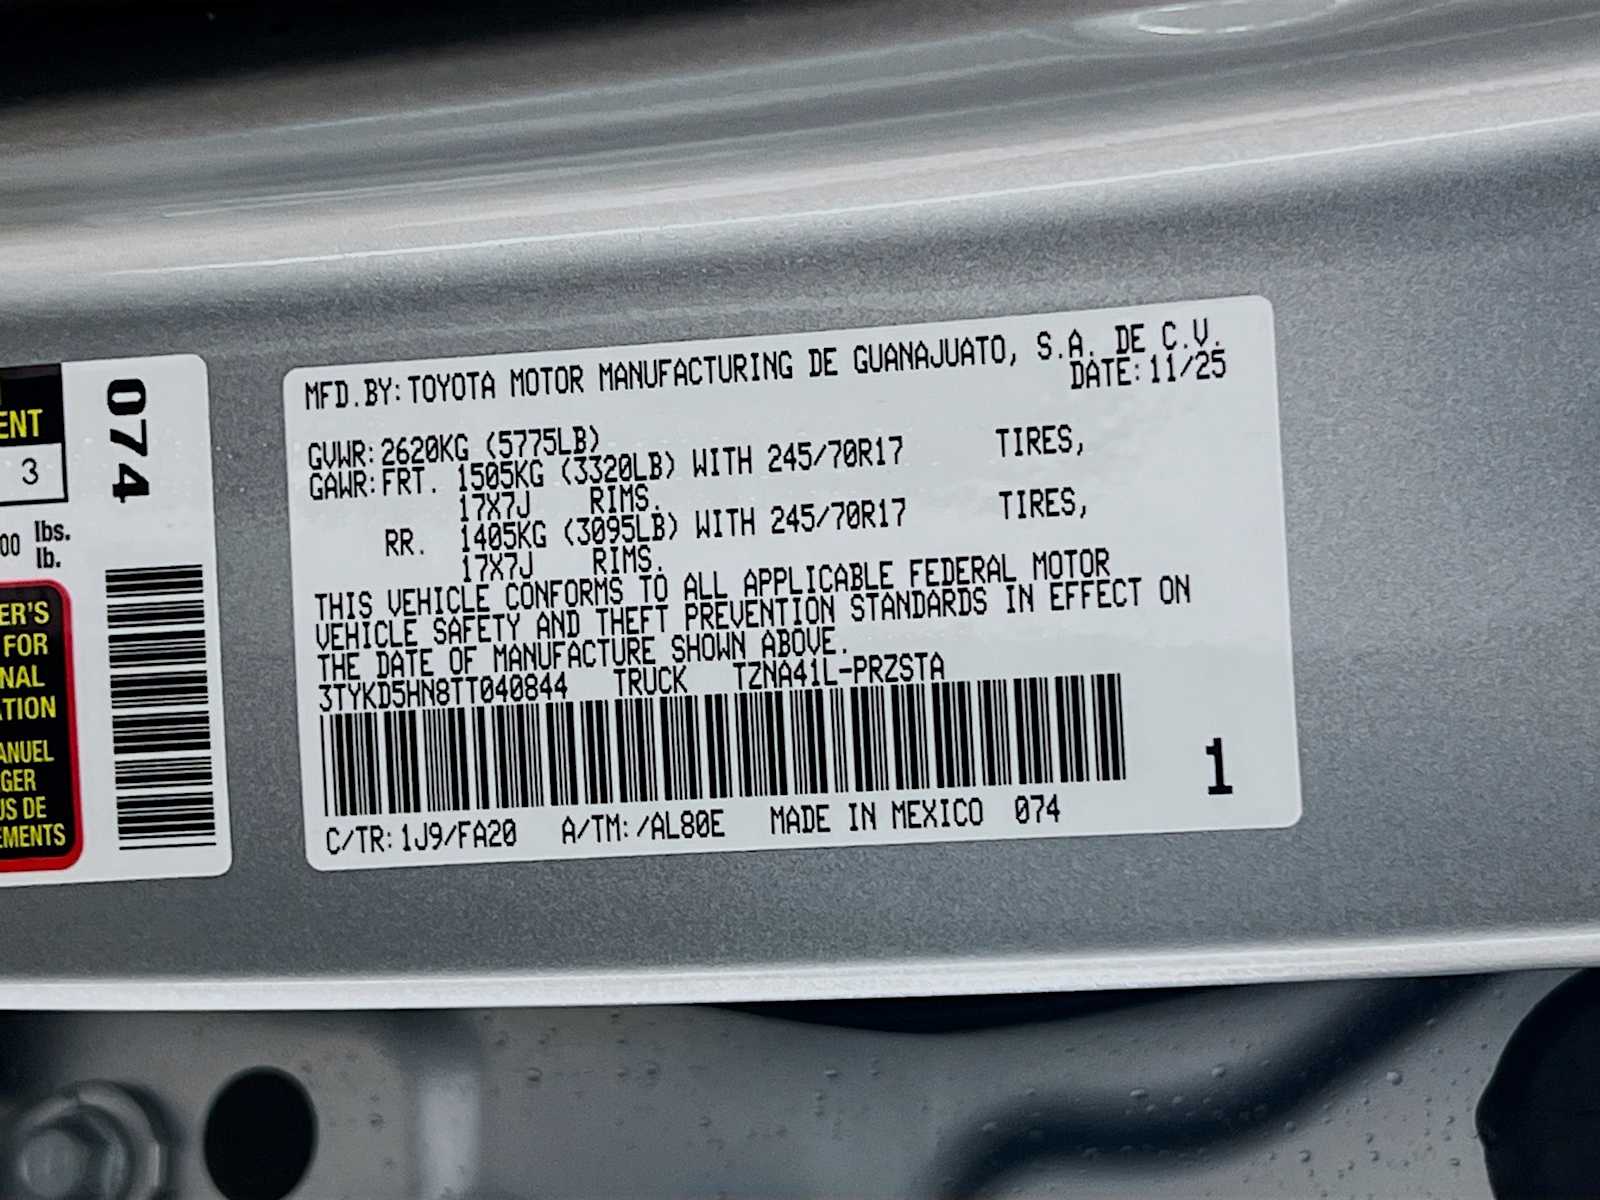 ENT
3
00 lbs.
lb.
ER'S
FOR
NAL
ATION
ANUEL
GER
US DE
EMENTS
074
MFD.BY:TOYOTA MOTOR MANUFACTURING DE GUANAJUATO, S.A. DE C.V.
DATE:11/25
GVWR:2620KG (5775LB)
GAWR:FRT. 1505KG (3320LB) WITH 245/70R17 TIRES,
17X7J RIMS.
RR. 1405KG (3095LB) WITH 245/70R17 TIRES,
17X7J RIMS.
THIS VEHICLE CONFORMS TO ALL APPLICABLE FEDERAL MOTOR
VEHICLE SAFETY AND THEFT PREVENTION STANDARDS IN EFFECT ON
THE DATE OF MANUFACTURE SHOWN ABOVE.
3TYKD5HN8TT040844 TRUCK TZNA41L-PRZSTA
1
C/TR:1J9/FA20 A/TM:/AL80E MADE IN MEXICO 074